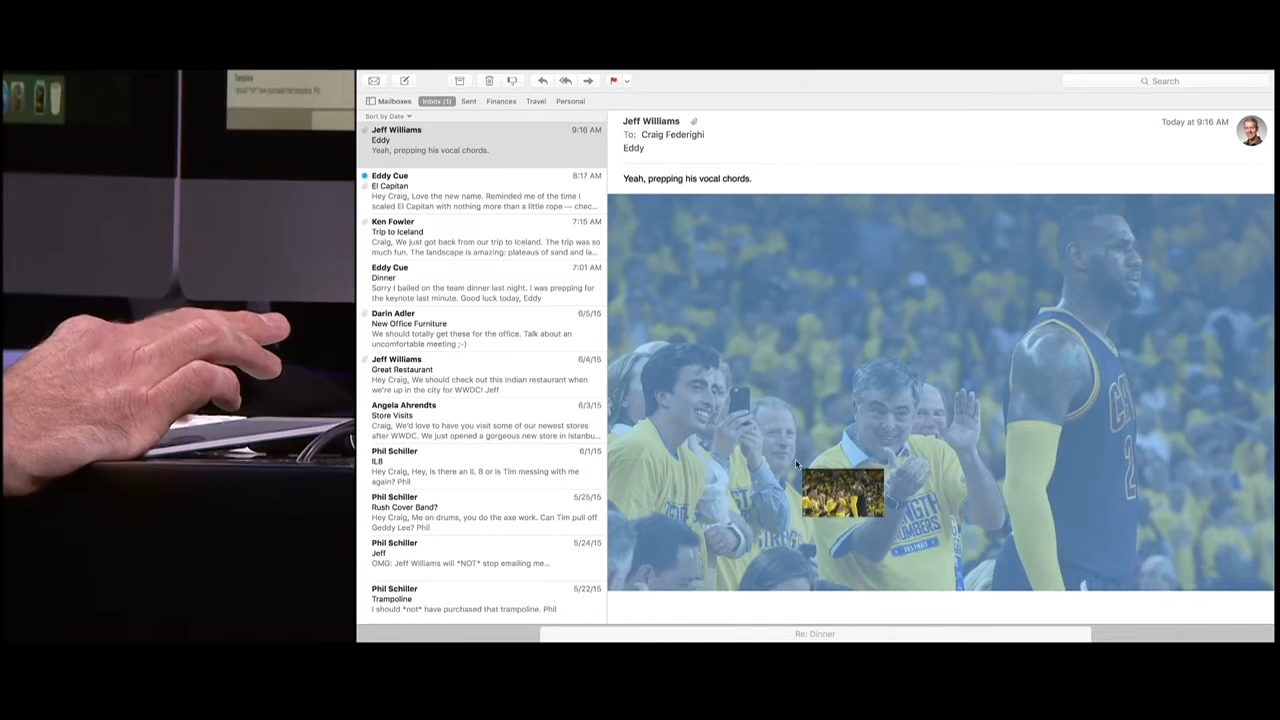 Trampoline
I should *not* have purchased that trampoline. Phil
Search
Mailboxes
Inbox (1)
Sent
Finances
Travel
Personal
Sort by Date
Jeff Williams
9:16 AM
Eddy
Yeah, prepping his vocal chords.
Eddy Cue
8:17 AM
El Capitan
Hey Craig, Love the new name. Reminded me of the time I
scaled El Capitan with nothing more than a little rope — chec...
Ken Fowler
7:15 AM
Trip to Iceland
Craig, We just got back from our trip to Iceland. The trip was so
much fun. The landscape is amazing: plateaus of sand and la...
Eddy Cue
7:01 AM
Dinner
Sorry I bailed on the team dinner last night. I was prepping for
the keynote last minute. Good luck today, Eddy
Darin Adler
6/5/15
New Office Furniture
We should totally get these for the office. Talk about an
uncomfortable meeting ;-)
Jeff Williams
6/4/15
Great Restaurant
Hey Craig, We should check out this Indian restaurant when
we're up in the city for WWDC! Jeff
Angela Ahrendts
6/3/15
Store Visits
Craig, We'd love to have you visit some of our newest stores
after WWDC. We just opened a gorgeous new store in Istanbu...
Phil Schiller
6/1/15
IL8
Hey Craig, Hey, is there an IL 8 or is Tim messing with me
again? Phil
Phil Schiller
5/25/15
Rush Cover Band?
Hey Craig, Me on drums, you do the axe work. Can Tim pull off
Geddy Lee? Phil
Phil Schiller
5/24/15
Jeff
OMG: Jeff Williams will *NOT* stop emailing me...
Phil Schiller
5/22/15
Trampoline
I should *not* have purchased that trampoline. Phil
Jeff Williams
Today at 9:16 AM
To: Craig Federighi
Eddy
Yeah, prepping his vocal chords.
NGTH
UMBERS
2015 FINALS
STRE
2
Re: Dinner